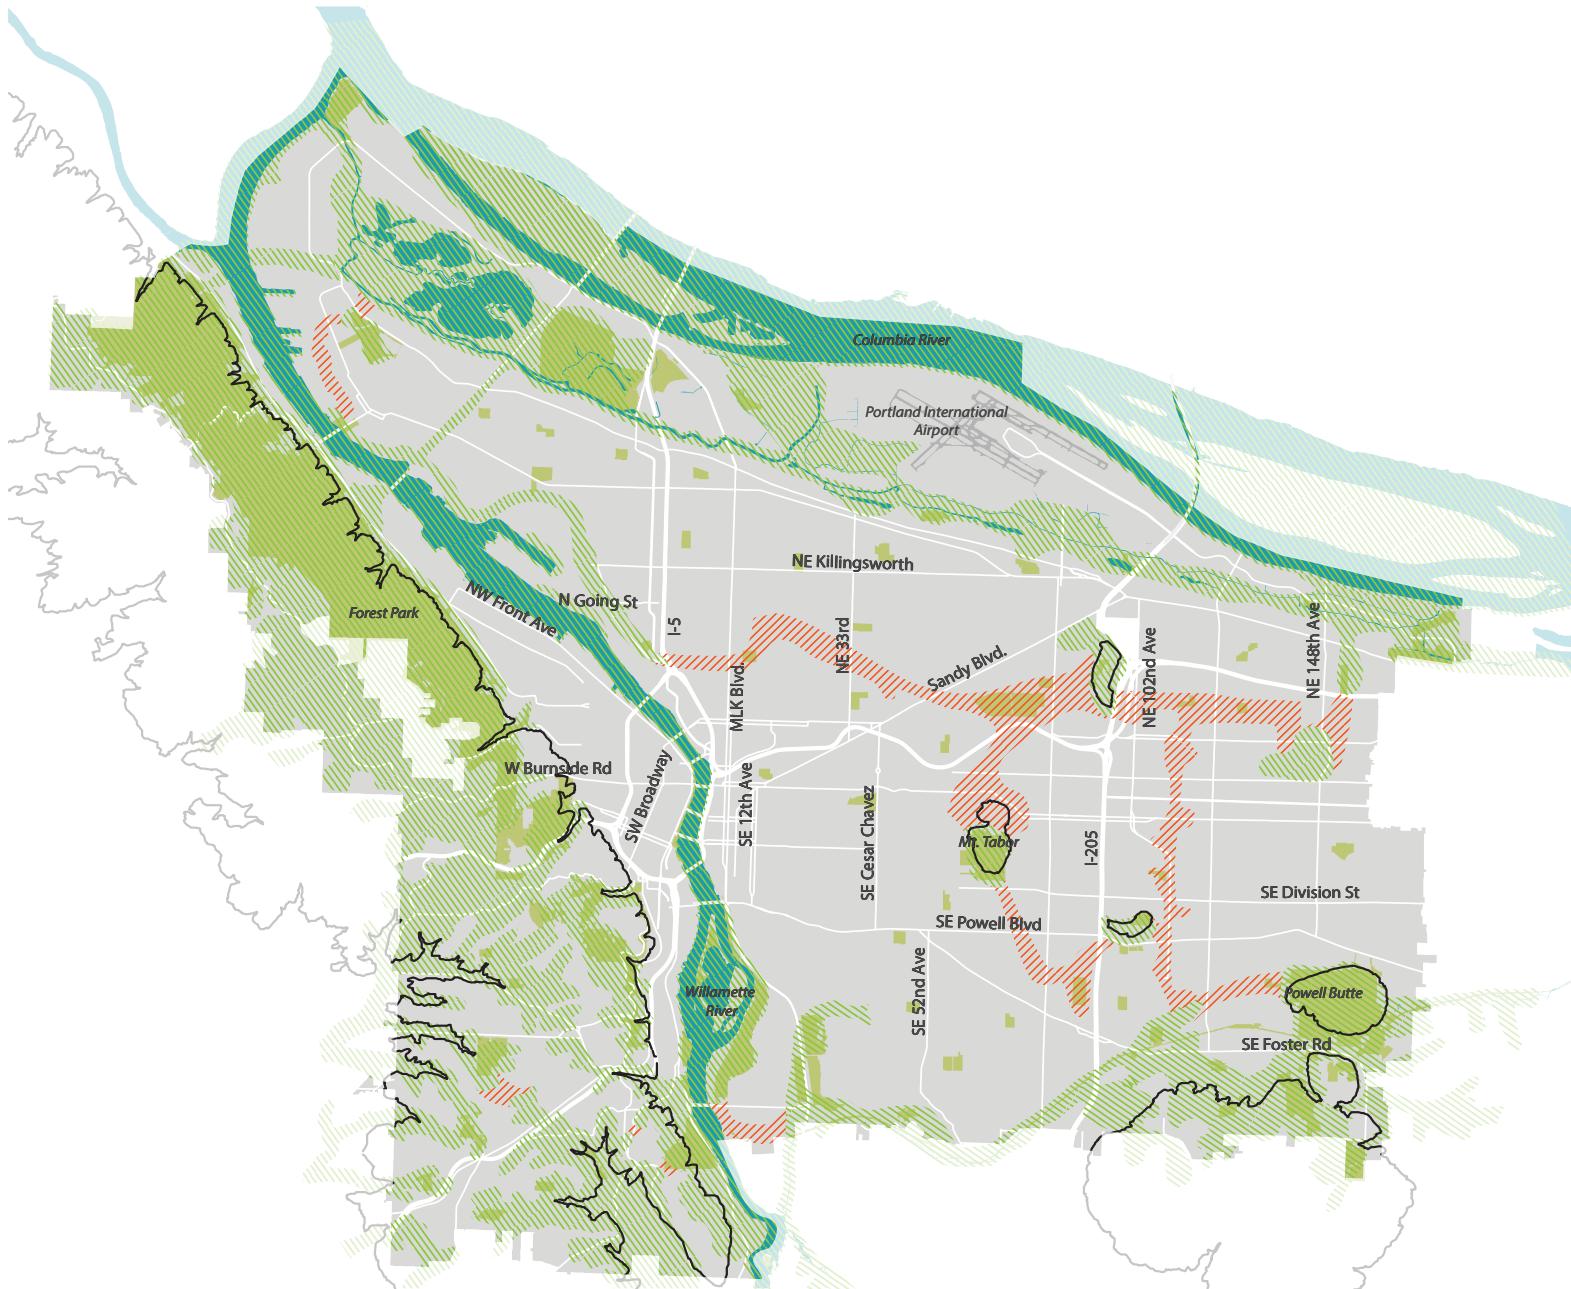 Columbia River
Portland International
Airport
NE Killingsworth
N Going St
NW Front Ave
Forest Park
I-5
NE 33rd
Sandy Blvd.
MLK Blvd.
NE 102nd Ave
NE 148th Ave
W Burnside Rd
SW Broadway
SE 12th Ave
SE Cesar Chavez
Mt. Tabor
I-205
SE Division St
SE Powell Blvd
SE 52nd Ave
Willamette
River
Powell Butte
SE Foster Rd